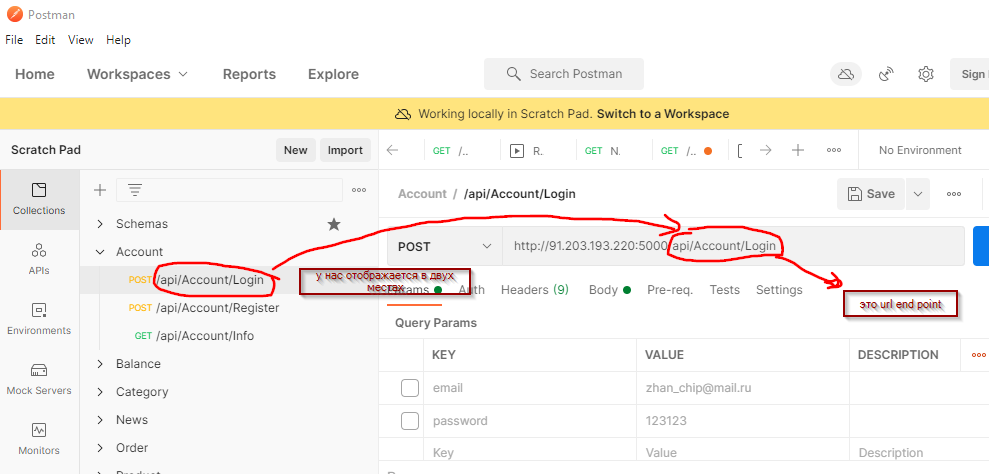 Postman
File Edit View Help
Home Workspaces Reports Explore Search Postman Sign
Working locally in Scratch Pad. Switch to a Workspace
Scratch Pad New Import GET /.. R. GET N. GET /.. No Environment
Collections
APIs
Environments
Mock Servers
Monitors
Schemas
Account
POST /api/Account/Login
POST /api/Account/Register
GET /api/Account/Info
Balance
Category
News
Order
Product
Account / /api/Account/Login Save
POST http://91.203.193.220:5000/api/Account/Login
у нас отображается в двух
местах
Params Auth Headers (9) Body Pre-req. Tests Settings
это url end point
Query Params
KEY VALUE DESCRIPTION
email zhan_chip@mail.ru
password 123123
Key Value Description